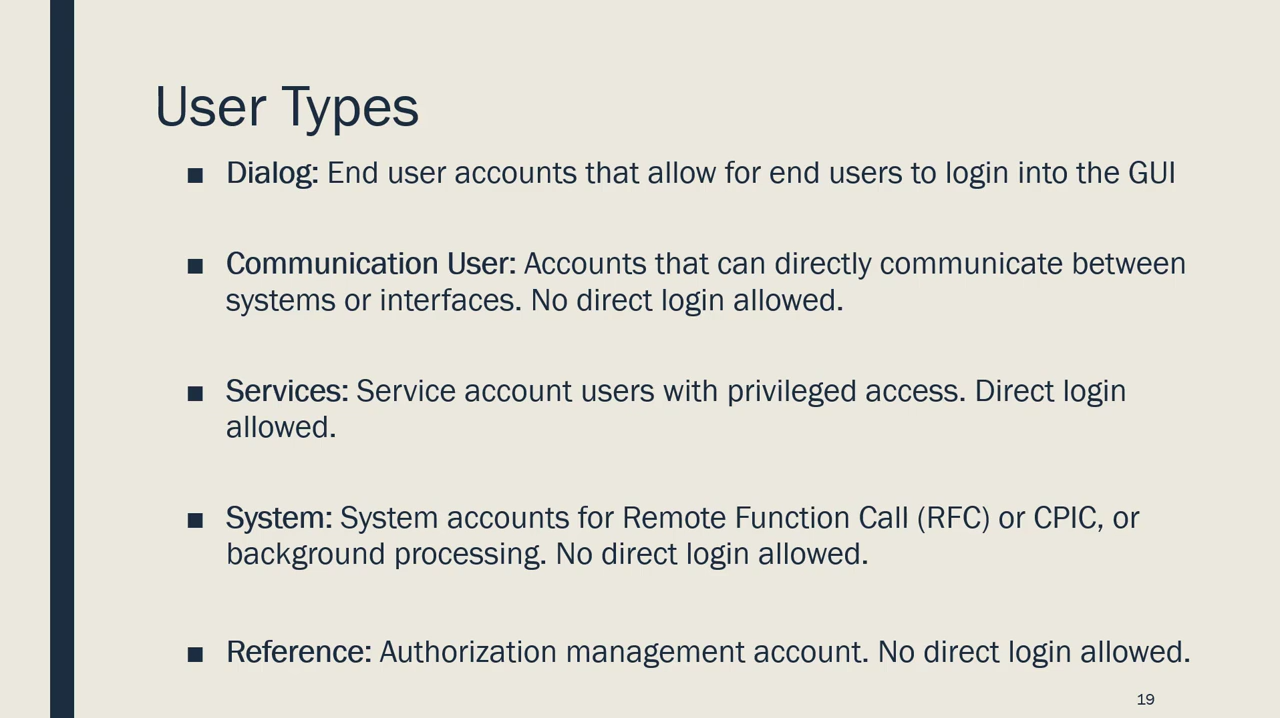 User Types
■ Dialog: End user accounts that allow for end users to login into the GUI
■ Communication User: Accounts that can directly communicate between
systems or interfaces. No direct login allowed.
■ Services: Service account users with privileged access. Direct login
allowed.
■ System: System accounts for Remote Function Call (RFC) or CPIC, or
background processing. No direct login allowed.
■ Reference: Authorization management account. No direct login allowed.
19